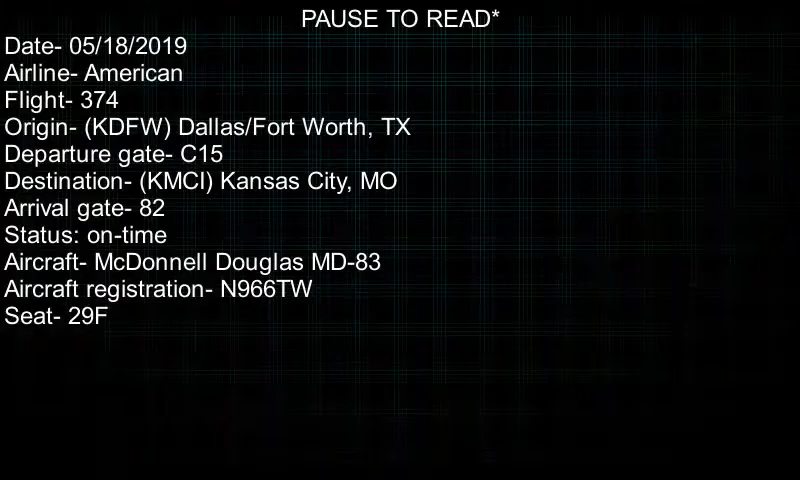 PAUSE TO READ*
Date- 05/18/2019
Airline- American
Flight- 374
Origin- (KDFW) Dallas/Fort Worth, TX
Departure gate- C15
Destination- (KMCI) Kansas City, MO
Arrival gate- 82
Status: on-time
Aircraft- McDonnell Douglas MD-83
Aircraft registration- N966TW
Seat- 29F